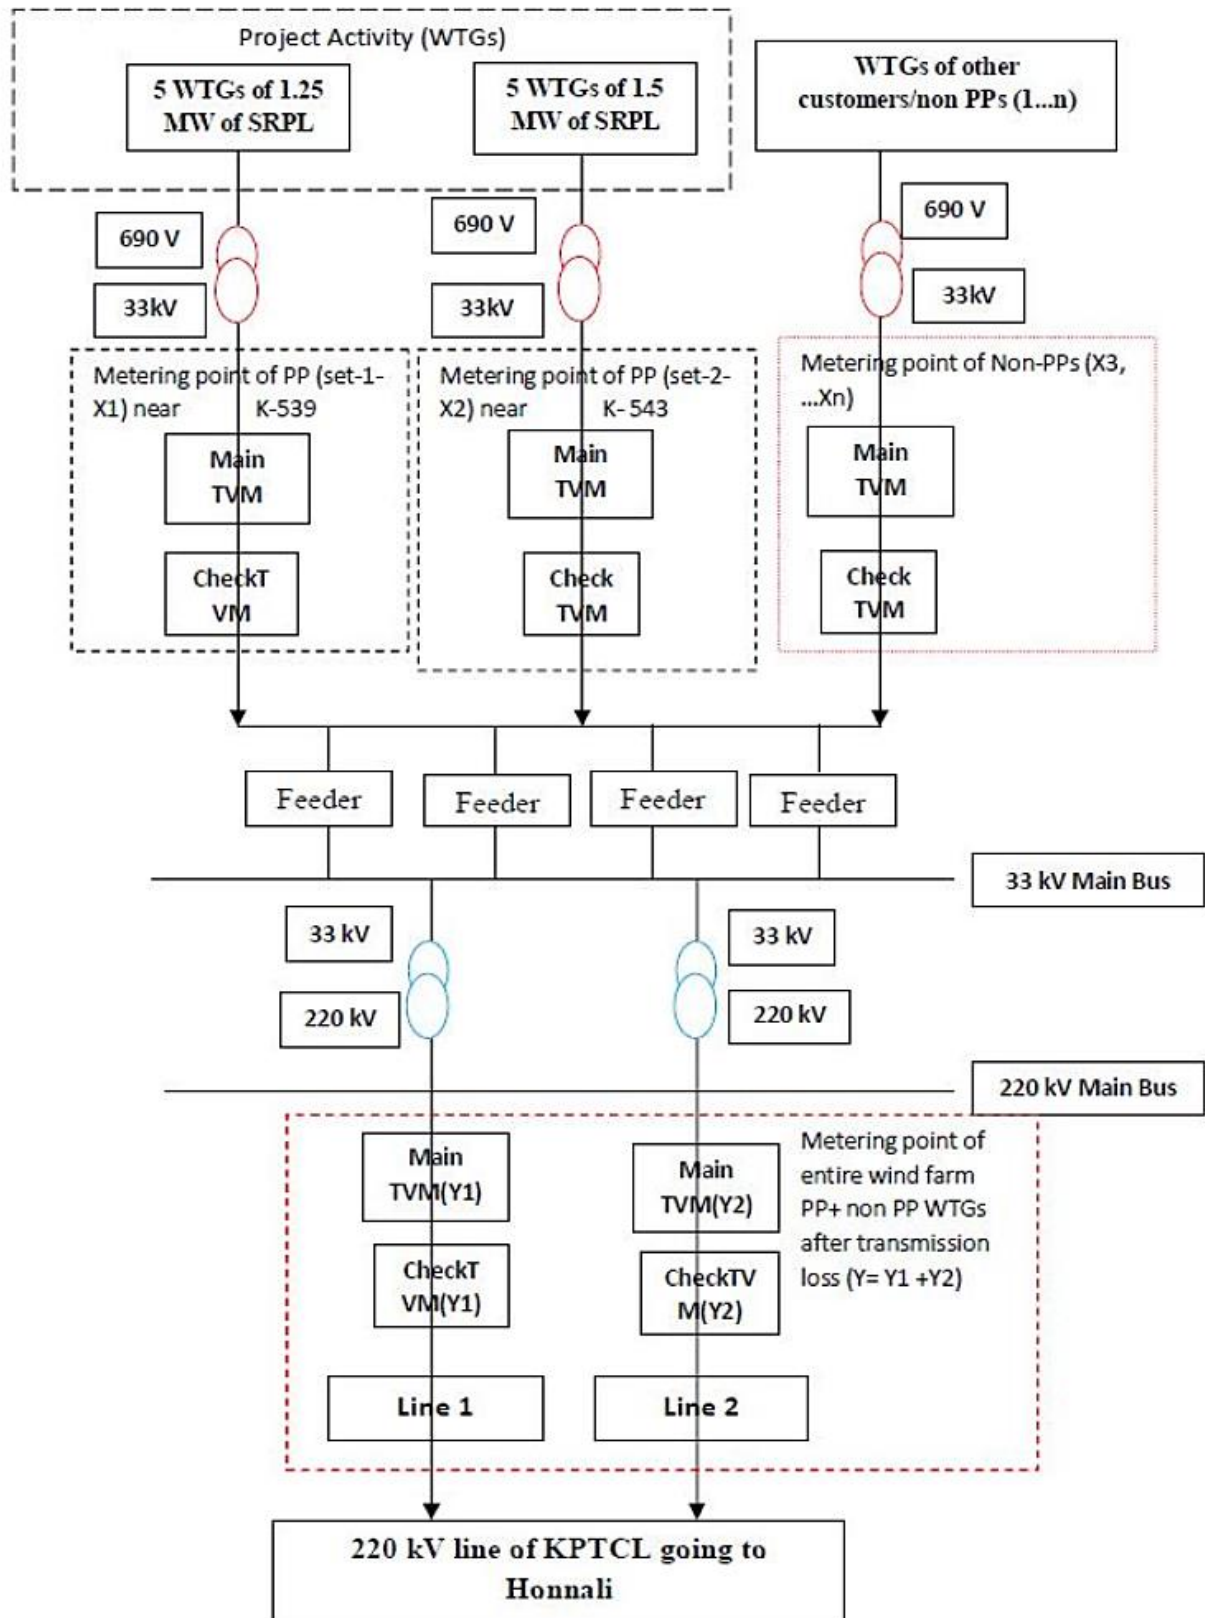 Project Activity (WTGs)
5 WTGs of 1.25
MW of SRPL
5 WTGs of 1.5
MW of SRPL
WTGs of other
customers/non PPs (1...n)
690 V
33kV
690 V
33kV
690 V
33kV
Metering point of PP (set-1-
X1) near K-539
Main
TVM
CheckT
VM
Metering point of PP (set-2-
X2) near K- 543
Main
TVM
Check
TVM
Metering point of Non-PPs (X3,
...Xn)
Main
TVM
Check
TVM
Feeder
Feeder
Feeder
Feeder
33 kV Main Bus
33 kV
220 kV
33 kV
220 kV
220 kV Main Bus
Main
TVM(Y1)
CheckT
VM(Y1)
Main
TVM(Y2)
CheckTV
M(Y2)
Metering point of
entire wind farm
PP+ non PP WTGs
after transmission
loss (Y= Y1 +Y2)
Line 1
Line 2
220 kV line of KPTCL going to
Honnali